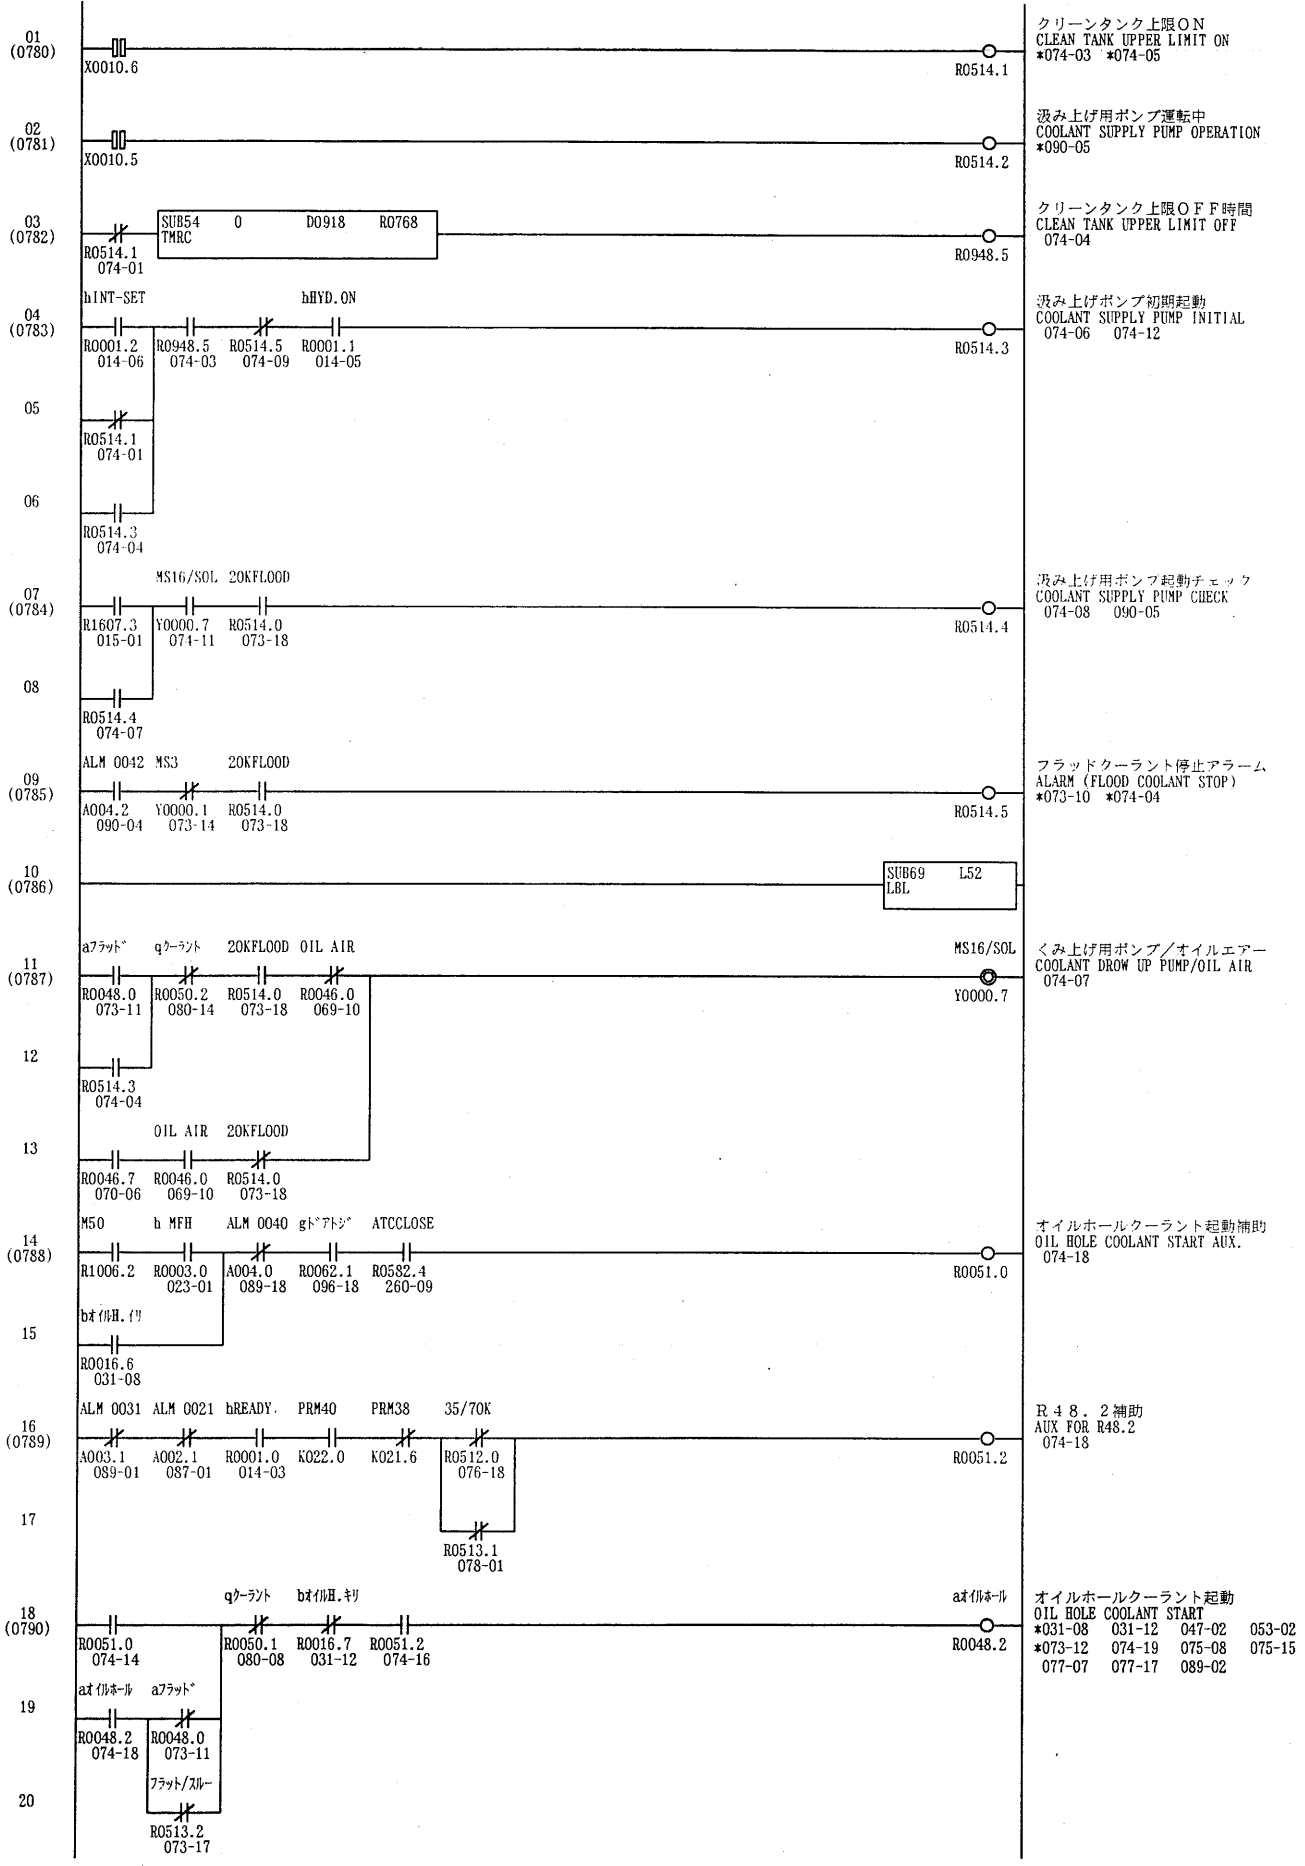 01
(0780)
X0010.6
R0514.1
クリーンタンク上限ON
CLEAN TANK UPPER LIMIT ON
*074-03 *074-05
02
(0781)
X0010.5
R0514.2
汲み上げ用ポンプ運転中
COOLANT SUPPLY PUMP OPERATION
*090-05
03
(0782)
R0514.1
074-01
SUB54 0 D0918 R0768
TMRC
R0948.5
クリーンタンク上限OFF時間
CLEAN TANK UPPER LIMIT OFF
074-04
hINT-SET hHYD.ON
04
(0783)
R0001.2 R0948.5 R0514.5 R0001.1
014-06 074-03 074-09 014-05
R0514.3
汲み上げポンプ初期起動
COOLANT SUPPLY PUMP INITIAL
074-06 074-12
05
R0514.1
074-01
06
R0514.3
074-04
MS16/SOL 20KFLOOD
07
(0784)
R1607.3 Y0000.7 R0514.0
015-01 074-11 073-18
R0514.4
汲み上げ用ポンプ起動チェック
COOLANT SUPPLY PUMP CHECK
074-08 090-05
08
R0514.4
074-07
ALM 0042 MS3 20KFLOOD
09
(0785)
A004.2 Y0000.1 R0514.0
090-04 073-14 073-18
R0514.5
フラッドクーラント停止アラーム
ALARM (FLOOD COOLANT STOP)
*073-10 *074-04
10
(0786)
SUB69 L52
LBL
aフラッド qクーラント 20KFLOOD OIL AIR
11
(0787)
R0048.0 R0050.2 R0514.0 R0046.0
073-11 080-14 073-18 069-10
MS16/SOL
Y0000.7
くみ上げ用ポンプ/オイルエアー
COOLANT DROW UP PUMP/OIL AIR
074-07
12
R0514.3
074-04
OIL AIR 20KFLOOD
13
R0046.7 R0046.0 R0514.0
070-06 069-10 073-18
M50 h MFH ALM 0040 gドアトジ ATCCLOSE
14
(0788)
R1006.2 R0003.0 A004.0 R0062.1 R0582.4
023-01 089-18 096-18 260-09
R0051.0
オイルホールクーラント起動補助
OIL HOLE COOLANT START AUX.
074-18
bオイルH.イリ
15
R0016.6
031-08
ALM 0031 ALM 0021 hREADY. PRM40 PRM38 35/70K
16
(0789)
A003.1 A002.1 R0001.0 K022.0 K021.6 R0512.0
089-01 087-01 014-03 076-18
R0051.2
R48.2補助
AUX FOR R48.2
074-18
17
R0513.1
078-01
qクーラント bオイルH.キリ
18
(0790)
R0051.0 R0050.1 R0016.7 R0051.2
074-14 080-08 031-12 074-16
aオイルホール
R0048.2
オイルホールクーラント起動
OIL HOLE COOLANT START
*031-08 031-12 047-02 053-02
*073-12 074-19 075-08 075-15
077-07 077-17 089-02
aオイルホール aフラッド
19
R0048.2 R0048.0
074-18 073-11
フラット/スルー
20
R0513.2
073-17